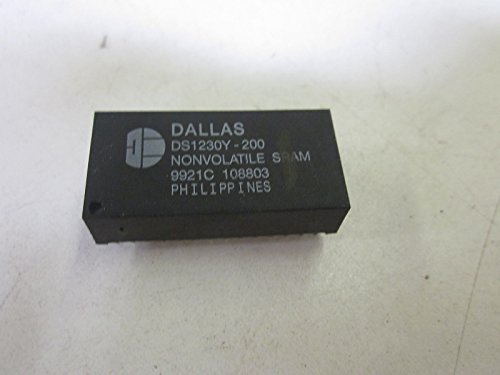 DALLAS
DS1230Y-200
NONVOLATILE SRAM
9921C 108803
PHILIPPINES